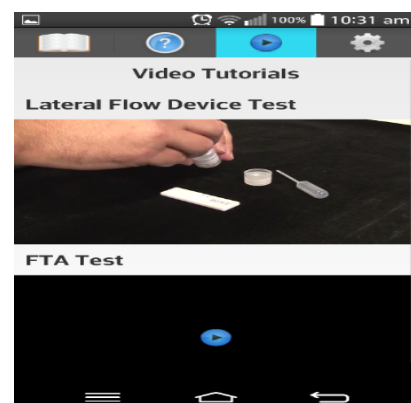 100% 10:31 am
?
Video Tutorials
Lateral Flow Device Test
FTA Test